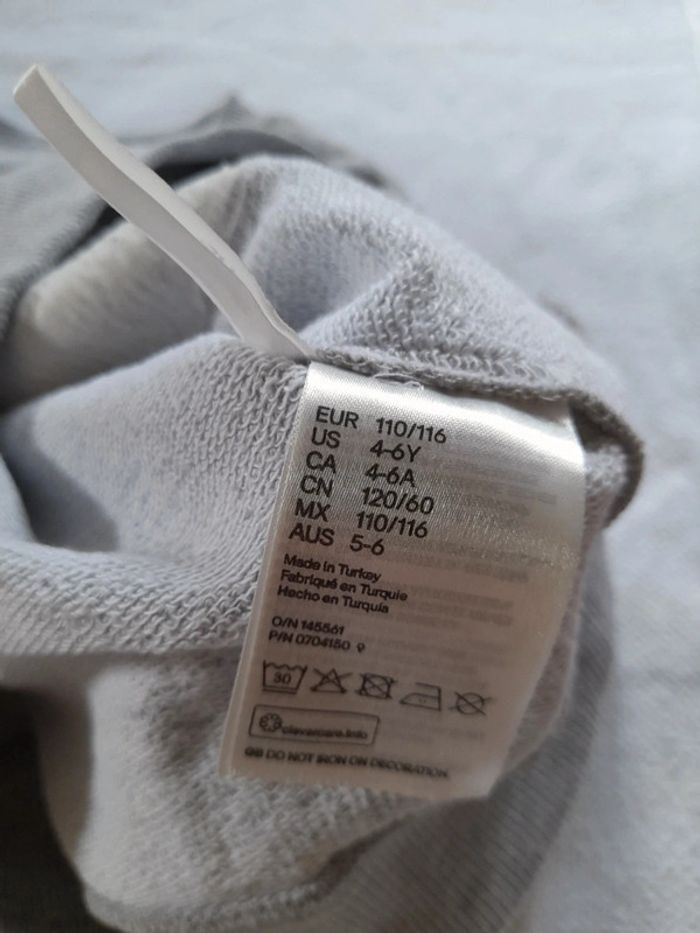 EUR 110/116
US 4-6Y
CA 4-6A
CN 120/60
MX 110/116
AUS 5-6
Made in Turkey
Fabriqué en Turquie
Hecho en Turquía
O/N 145561
P/N 0704150
30
clevercare.info
GB DO NOT IRON ON DECORATION